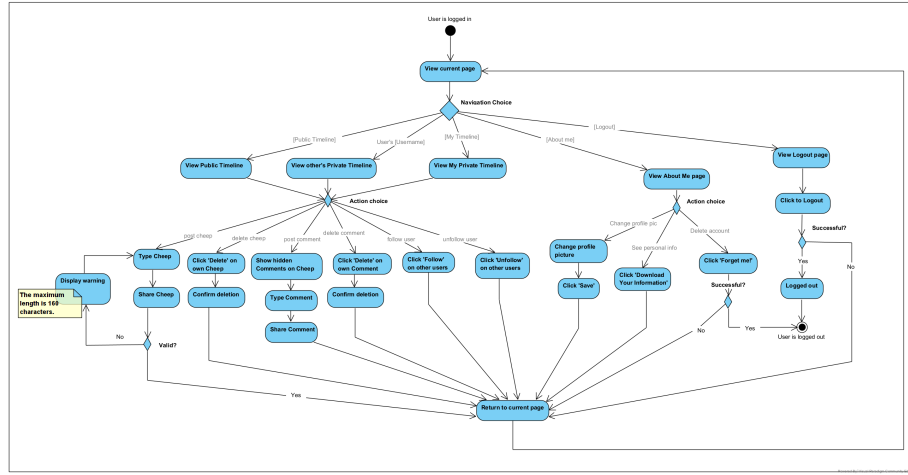 User is logged in
View current page
Navigation Choice
[Public Timeline]
User's [Username]
[My Timeline]
[About me]
[Logout]
View Public Timeline
View other's Private Timeline
View My Private Timeline
View About Me page
View Logout page
Action choice
Action choice
Click to Logout
post cheep
delete cheep
post comment
delete comment
follow user
unfollow user
Change profile pic
See personal info
Delete account
Successful?
Type Cheep
Click 'Delete' on
own Cheep
Show hidden
Comments on Cheep
Click 'Delete' on
own Comment
Click 'Follow'
on other users
Click 'Unfollow'
on other users
Change profile
picture
Click 'Download
Your Information'
Click 'Forget me!'
Yes
No
Display warning
The maximum
length is 160
characters.
Share Cheep
Confirm deletion
Type Comment
Confirm deletion
Click 'Save'
Successful?
Logged out
Share Comment
No
Valid?
No
Yes
User is logged out
Yes
Return to current page